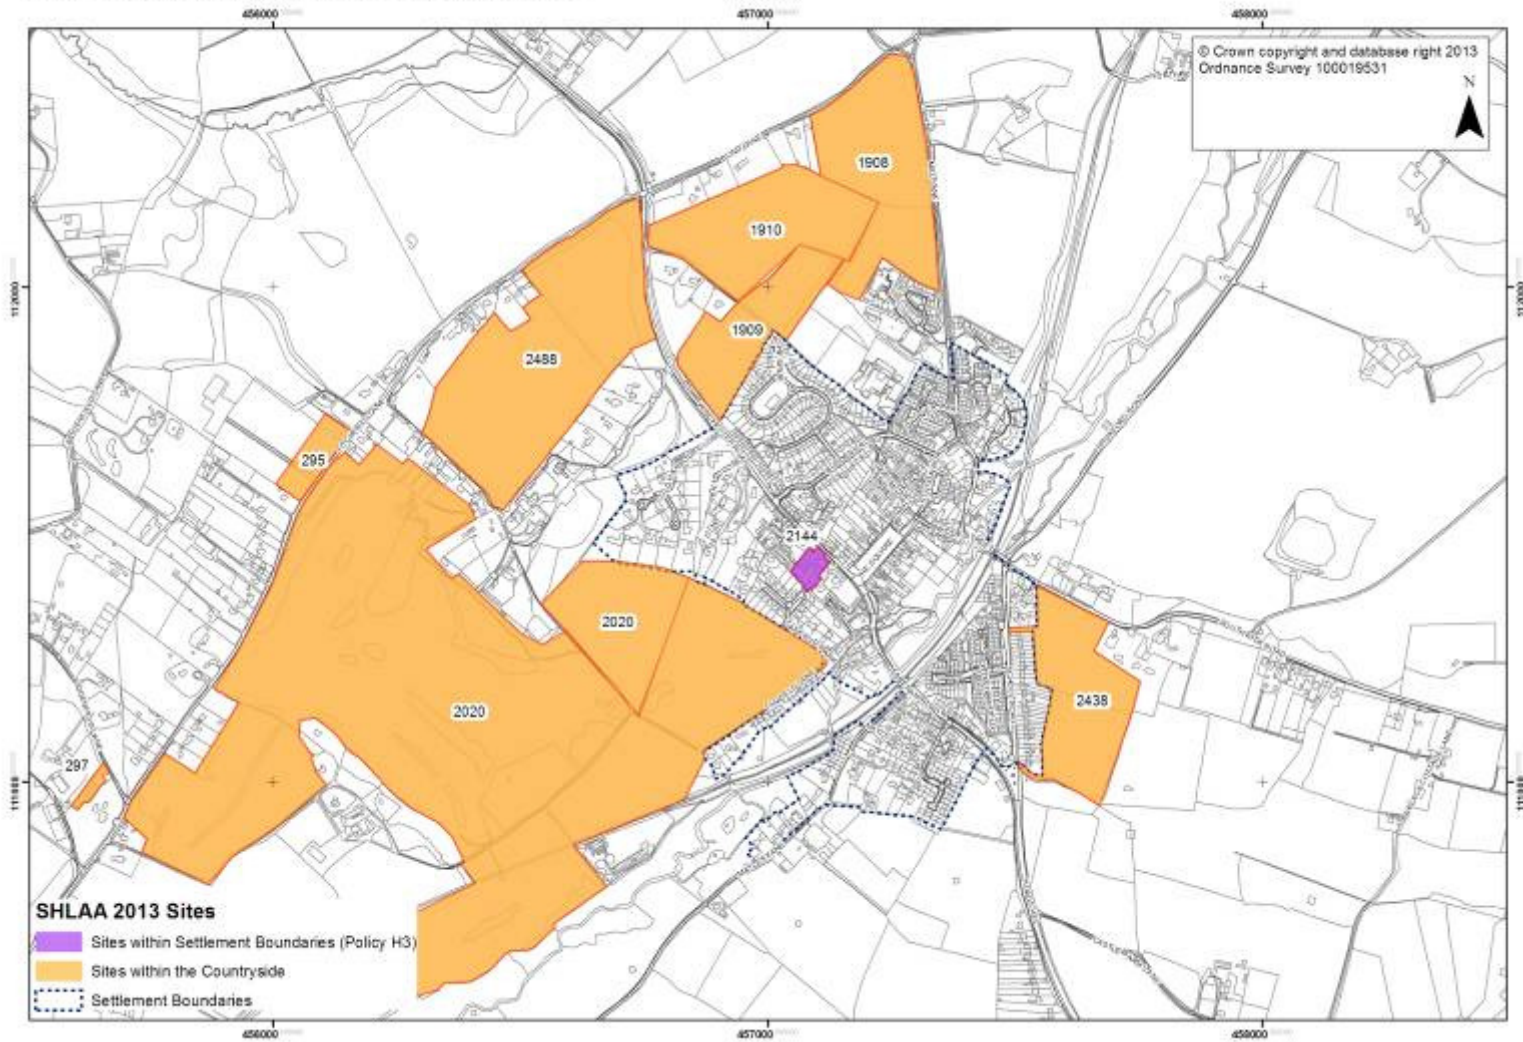 456000
457000
458000
© Crown copyright and database right 2013
Ordnance Survey 100019531
N
1908
1910
112000
112000
1909
2488
295
2144
2020
2438
2020
297
111000
111000
SHLAA 2013 Sites
Sites within Settlement Boundaries (Policy H3)
Sites within the Countryside
Settlement Boundaries
456000
457000
458000